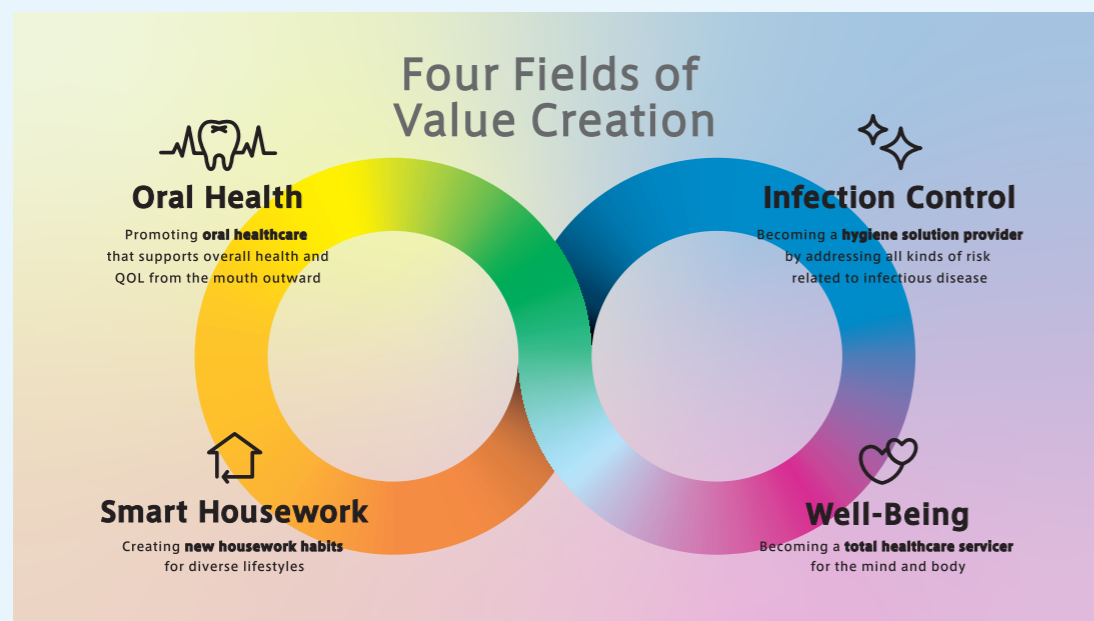 Four Fields of
Value Creation
Oral Health
Promoting oral healthcare
that supports overall health and
QOL from the mouth outward
Infection Control
Becoming a hygiene solution provider
by addressing all kinds of risk
related to infectious disease
Smart Housework
Creating new housework habits
for diverse lifestyles
Well-Being
Becoming a total healthcare servicer
for the mind and body